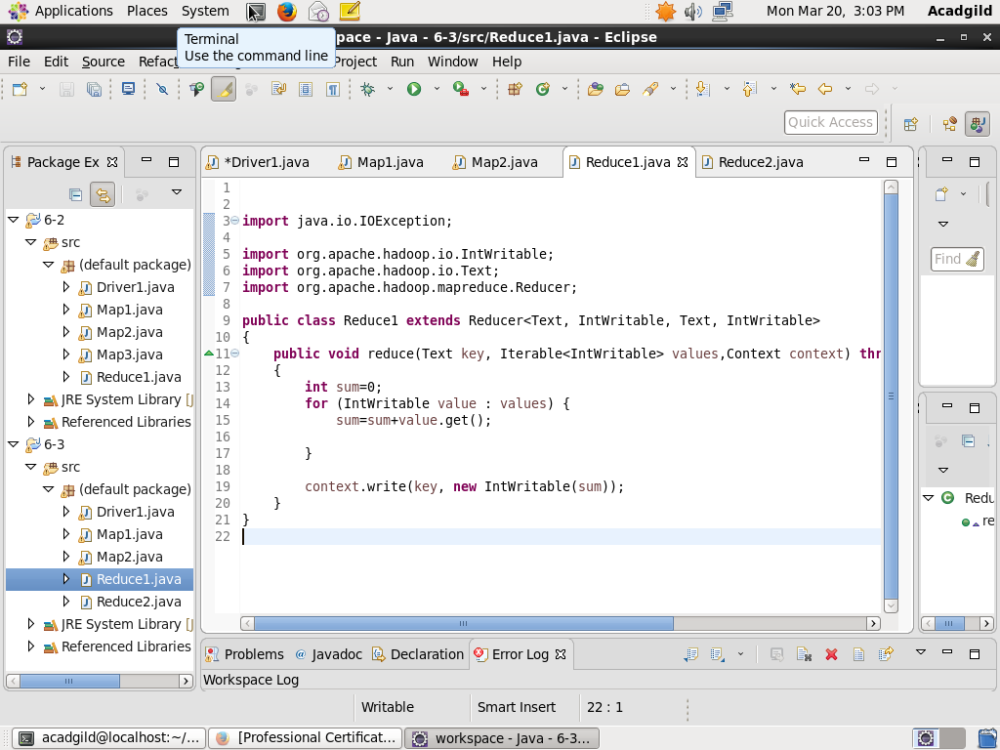 Applications Places System Mon Mar 20, 3:03 PM Acadgild
Terminal
Use the command line
pace - Java - 6-3/src/Reduce1.java - Eclipse
File Edit Source Refact Project Run Window Help
Quick Access
Package Ex
*Driver1.java Map1.java Map2.java Reduce1.java Reduce2.java
6-2
src
(default package)
Driver1.java
Map1.java
Map2.java
Map3.java
Reduce1.java
JRE System Library [J
Referenced Libraries
6-3
src
(default package)
Driver1.java
Map1.java
Map2.java
Reduce1.java
Reduce2.java
JRE System Library [J
Referenced Libraries
1
2
3 import java.io.IOException;
4
5 import org.apache.hadoop.io.IntWritable;
6 import org.apache.hadoop.io.Text;
7 import org.apache.hadoop.mapreduce.Reducer;
8
9 public class Reduce1 extends Reducer<Text, IntWritable, Text, IntWritable>
10 {
11 public void reduce(Text key, Iterable<IntWritable> values,Context context) thr
12 {
13 int sum=0;
14 for (IntWritable value : values) {
15 sum=sum+value.get();
16
17 }
18
19 context.write(key, new IntWritable(sum));
20 }
21 }
22
Find
Redu
re
Problems @ Javadoc Declaration Error Log
Workspace Log
Writable Smart Insert 22 : 1
acadgild@localhost:~/... [Professional Certificat... workspace - Java - 6-3...